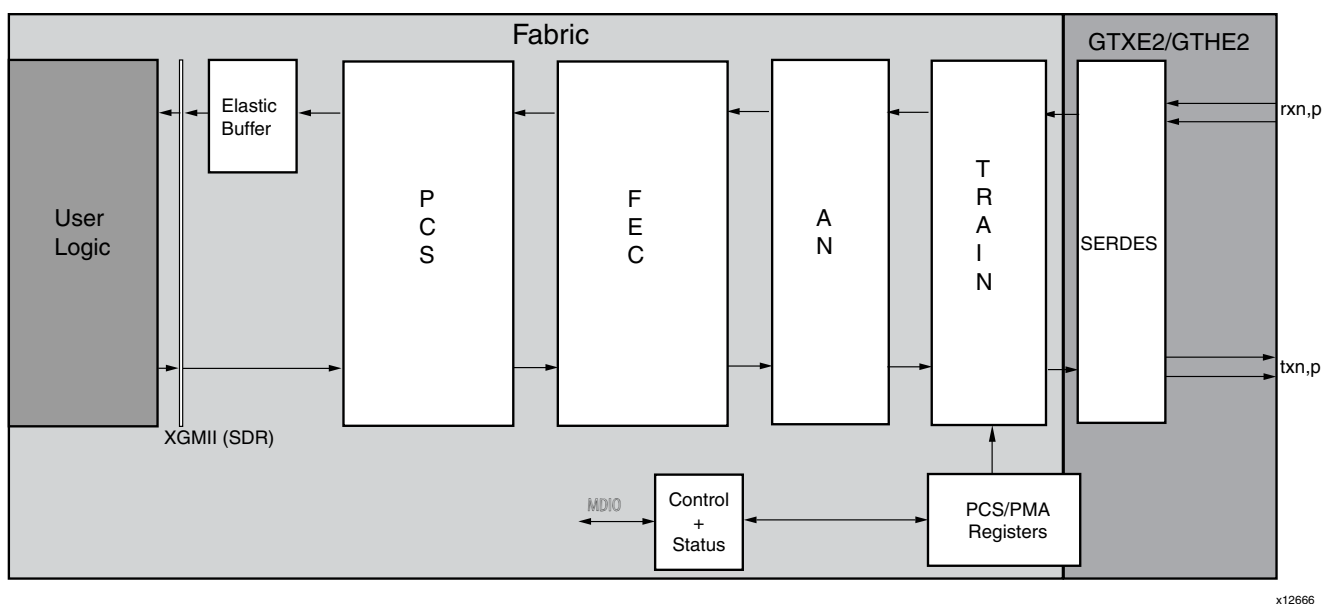 Fabric
GTXE2/GTHE2
Elastic
Buffer
rxn,p
User
Logic
P
C
S
F
E
C
A
N
T
R
A
I
N
SERDES
txn,p
XGMII (SDR)
MDIO
Control
+
Status
PCS/PMA
Registers
x12666